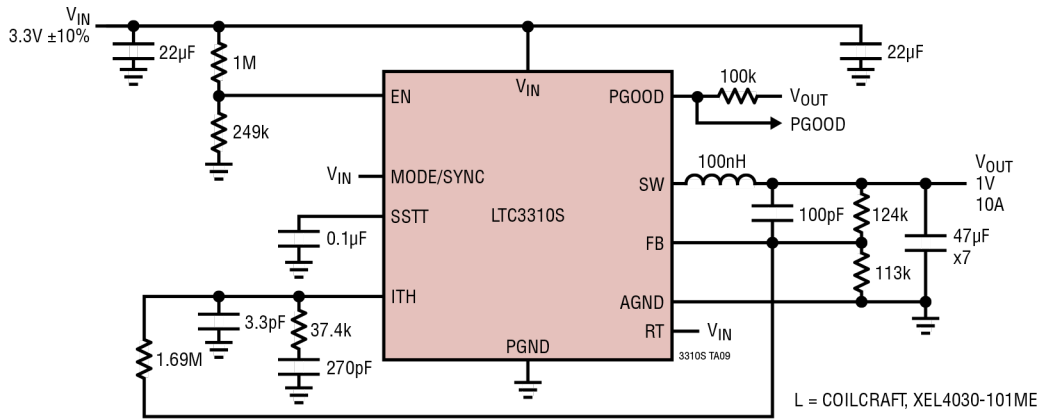 VIN
3.3V ±10%
22µF
1M
249k
VIN
22µF
EN
PGOOD
100k
VOUT
PGOOD
VIN
MODE/SYNC
SSTT
0.1µF
LTC3310S
SW
100nH
VOUT
1V
10A
100pF
124k
47µF
x7
FB
113k
ITH
AGND
3.3pF
37.4k
RT
VIN
1.69M
270pF
PGND
3310S TA09
L = COILCRAFT, XEL4030-101ME